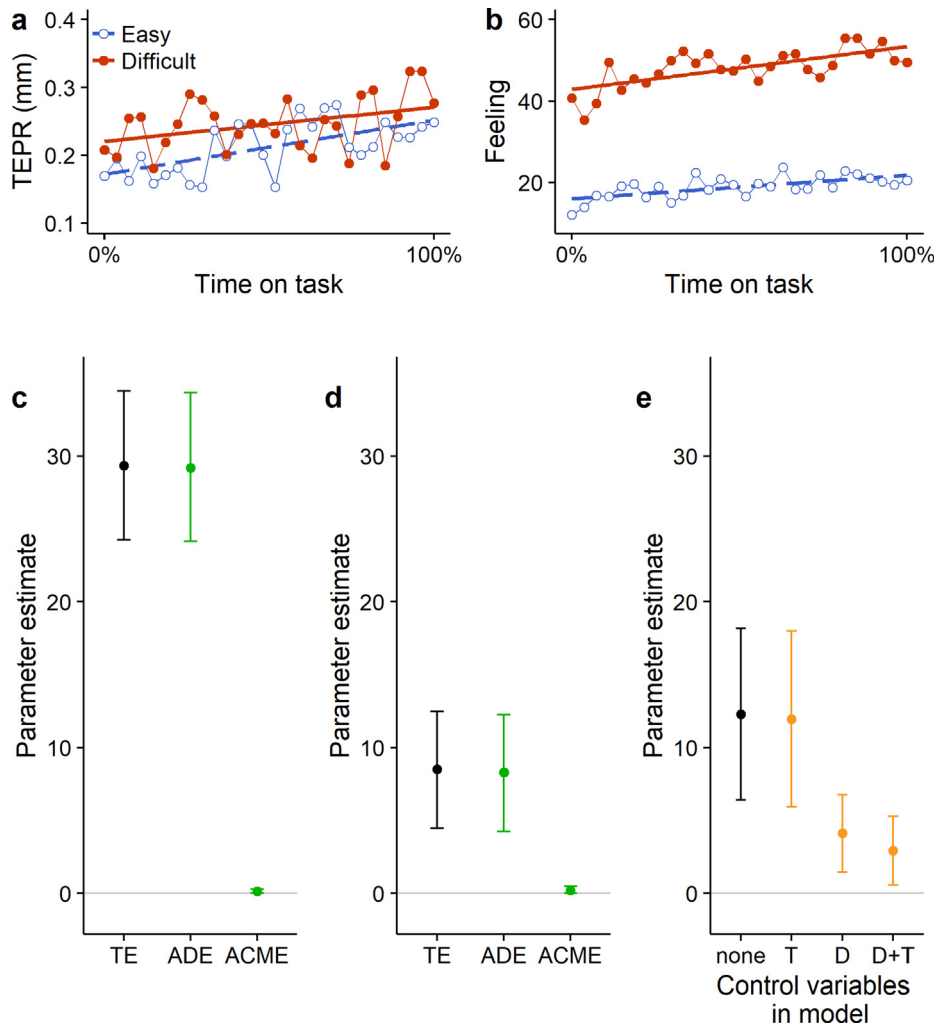 a
0.4
0.3
0.2
0.1
TEPR (mm)
Easy
Difficult
0%
100%
Time on task
b
60
40
20
Feeling
0%
100%
Time on task
c
30
20
10
0
Parameter estimate
TE ADE ACME
d
30
20
10
0
Parameter estimate
TE ADE ACME
e
30
20
10
0
Parameter estimate
none T D D+T
Control variables
in model